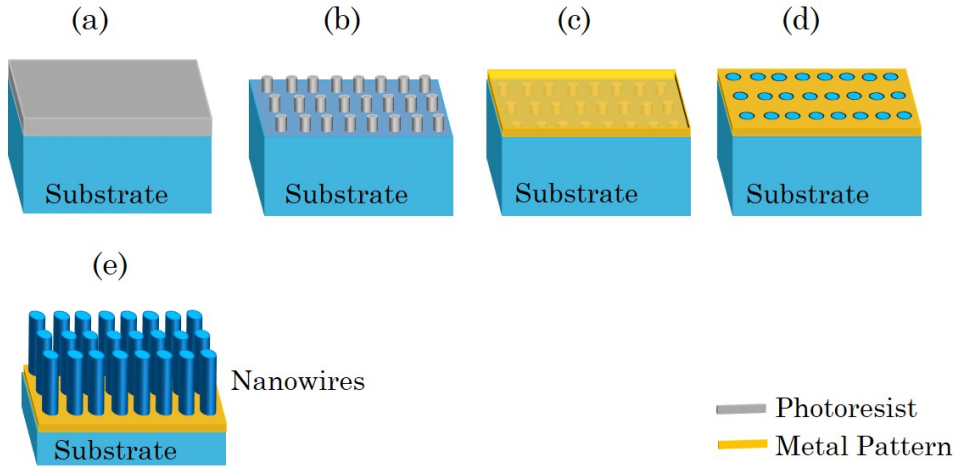 (a)
(b)
(c)
(d)
Substrate
Substrate
Substrate
Substrate
(e)
Nanowires
Substrate
Photoresist
Metal Pattern